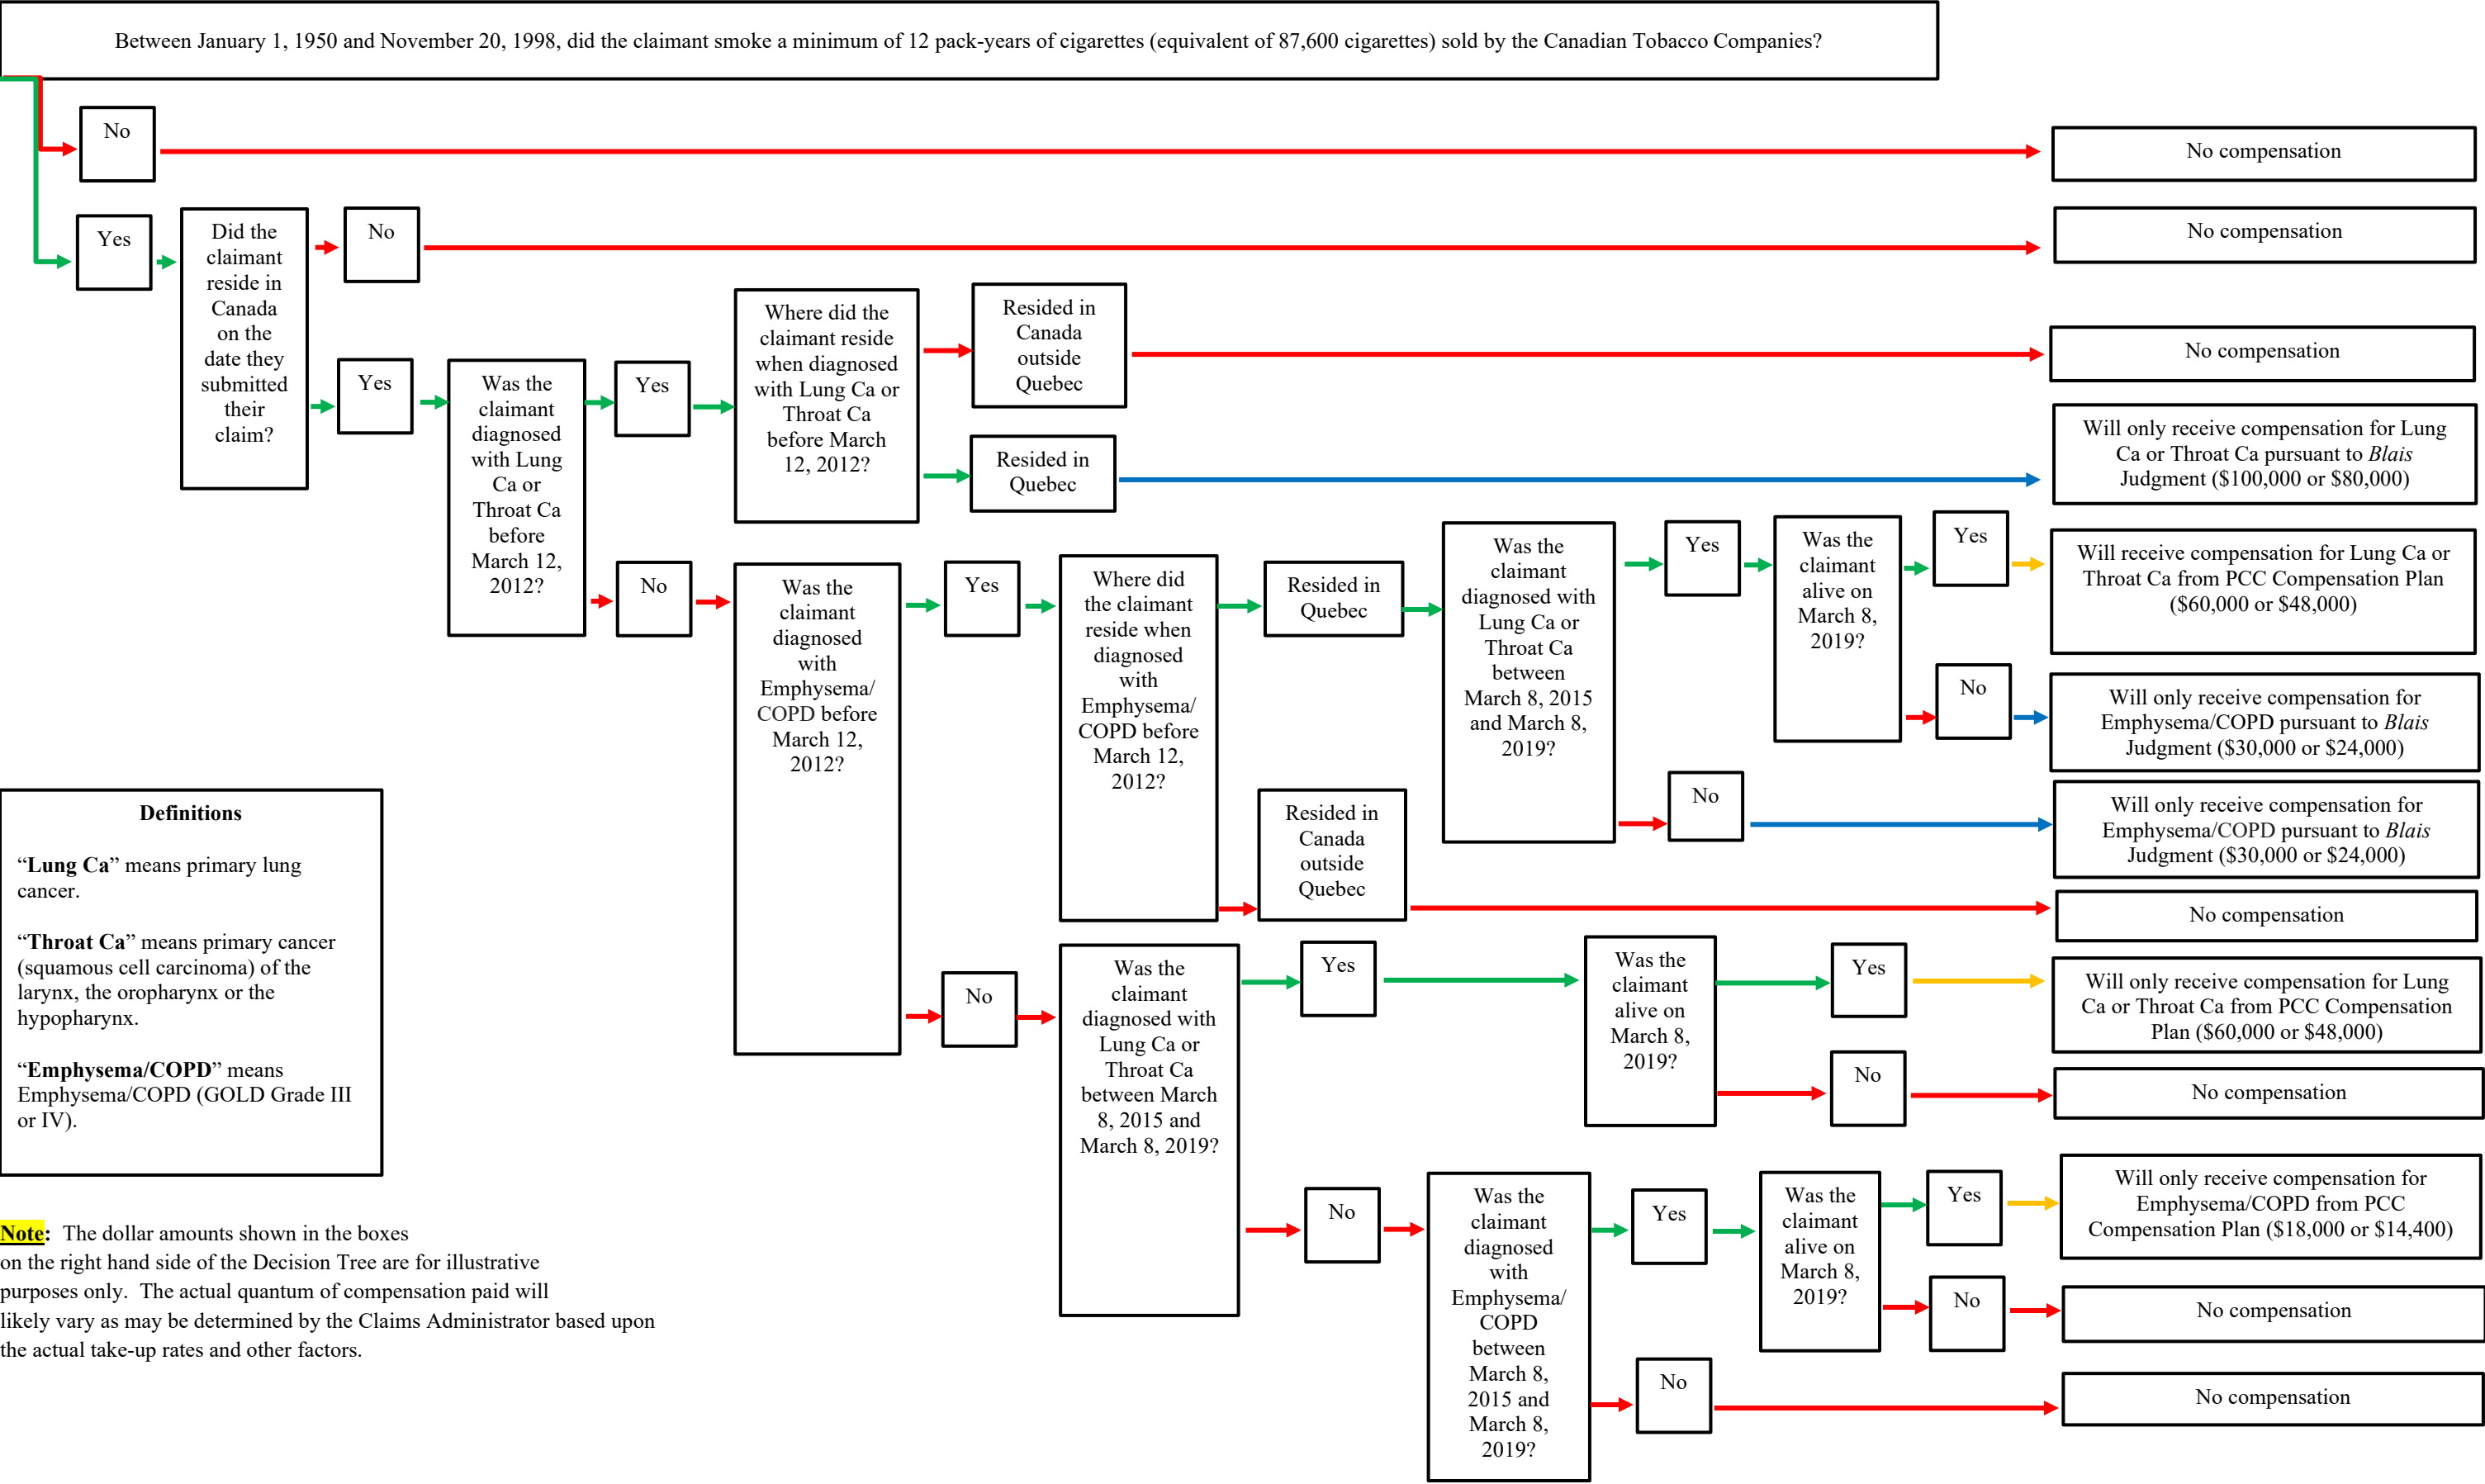 Between January 1, 1950 and November 20, 1998, did the claimant smoke a minimum of 12 pack-years of cigarettes (equivalent of 87,600 cigarettes) sold by the Canadian Tobacco Companies?
No
No compensation
Yes
Did the
claimant
reside in
Canada
on the
date they
submitted
their
claim?
No
No compensation
Yes
Was the
claimant
diagnosed
with Lung
Ca or
Throat Ca
before
March 12,
2012?
Yes
Where did the
claimant reside
when diagnosed
with Lung Ca or
Throat Ca
before March
12, 2012?
Resided in
Canada
outside
Quebec
No compensation
Resided in
Quebec
Will only receive compensation for Lung
Ca or Throat Ca pursuant to Blais
Judgment ($100,000 or $80,000)
No
Was the
claimant
diagnosed
with
Emphysema/
COPD before
March 12,
2012?
Yes
Where did
the claimant
reside when
diagnosed
with
Emphysema/
COPD before
March 12,
2012?
Resided in
Quebec
Was the
claimant
diagnosed with
Lung Ca or
Throat Ca
between
March 8, 2015
and March 8,
2019?
Yes
Was the
claimant
alive on
March 8,
2019?
Yes
Will receive compensation for Lung Ca or
Throat Ca from PCC Compensation Plan
($60,000 or $48,000)
No
Will only receive compensation for
Emphysema/COPD pursuant to Blais
Judgment ($30,000 or $24,000)
No
Will only receive compensation for
Emphysema/COPD pursuant to Blais
Judgment ($30,000 or $24,000)
Resided in
Canada
outside
Quebec
No compensation
No
Was the
claimant
diagnosed with
Lung Ca or
Throat Ca
between March
8, 2015 and
March 8, 2019?
Yes
Was the
claimant
alive on
March 8,
2019?
Yes
Will only receive compensation for Lung
Ca or Throat Ca from PCC Compensation
Plan ($60,000 or $48,000)
No
No compensation
No
Was the
claimant
diagnosed
with
Emphysema/
COPD
between
March 8,
2015 and
March 8,
2019?
Yes
Was the
claimant
alive on
March 8,
2019?
Yes
Will only receive compensation for
Emphysema/COPD from PCC
Compensation Plan ($18,000 or $14,400)
No
No compensation
No
No compensation
Definitions
“Lung Ca” means primary lung
cancer.
“Throat Ca” means primary cancer
(squamous cell carcinoma) of the
larynx, the oropharynx or the
hypopharynx.
“Emphysema/COPD” means
Emphysema/COPD (GOLD Grade III
or IV).
Note: The dollar amounts shown in the boxes
on the right hand side of the Decision Tree are for illustrative
purposes only. The actual quantum of compensation paid will
likely vary as may be determined by the Claims Administrator based upon
the actual take-up rates and other factors.